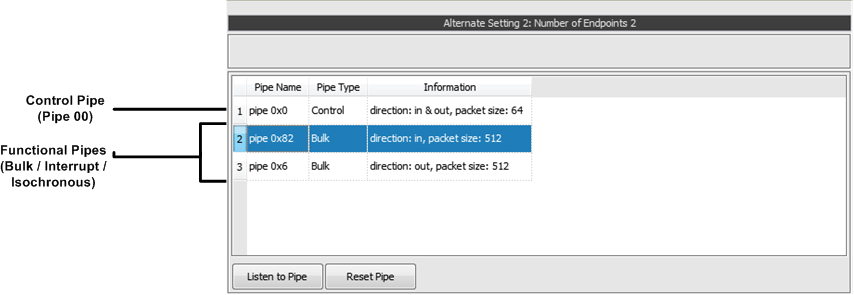 Alternate Setting 2: Number of Endpoints 2
Pipe Name Pipe Type Information
Control Pipe
(Pipe 00)
1 pipe 0x0 Control direction: in & out, packet size: 64
Functional Pipes
(Bulk / Interrupt /
Isochronous)
2 pipe 0x82 Bulk direction: in, packet size: 512
3 pipe 0x6 Bulk direction: out, packet size: 512
Listen to Pipe Reset Pipe